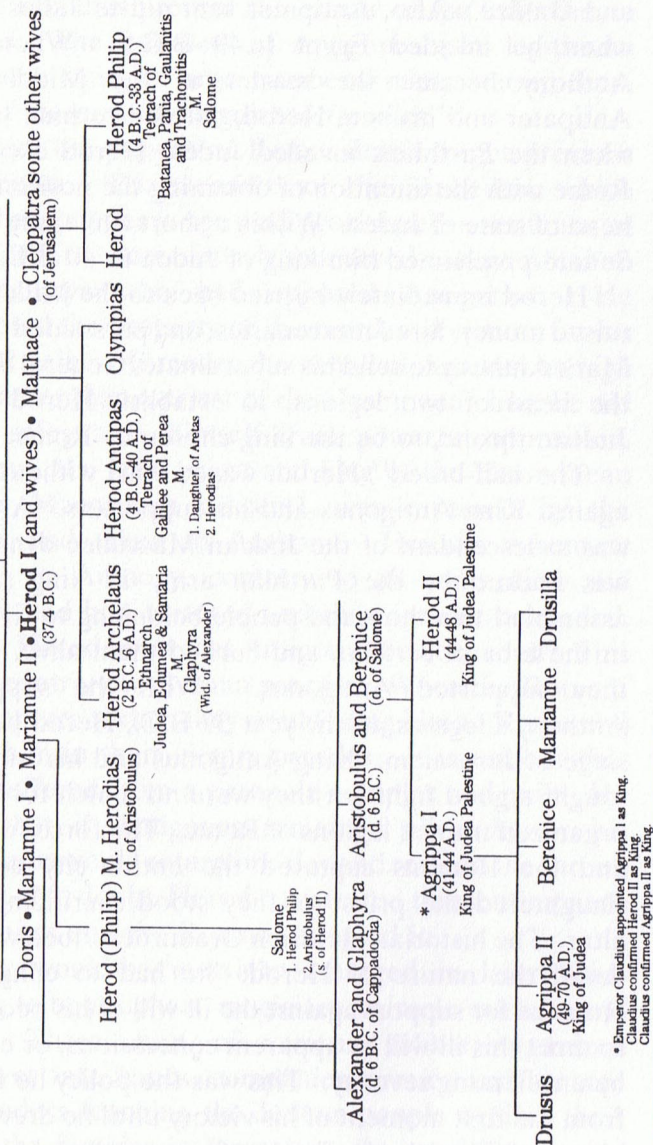 Doris • Mariamne I • Mariamne II • Herod I (and wives) • Malthace • Cleopatra some other wives
(37-4 B.C.)
(of Jerusalem)
Herod (Philip) M. Herodias
(d. of Aristobulus)
Herod Archelaus
Ethnarch
Judea, Edumea & Samaria
M.
Glaphyra
(Wid. of Alexander)
Herod Antipas
(4 B.C.-40 A.D.)
Tetrach of
Galilee and Perea
M.
1. Daughter of Aretas
2. Herodias
Olympias
Herod
Herod Philip
(4 B.C.-33 A.D.)
Tetrach of
Batanea, Pania, Gaulinitus
and Trachonitis
M.
Salome
Salome
1. Herod Philip
2. Aristobulus
(s. of Herod II)
Alexander and Glaphyra
(d. 6 B.C. of Cappadocia)
Aristobulus and Berenice
(d. 6 B.C.)
(d. of Salome)
* Agrippa I
(41-44 A.D.)
King of Judea Palestine
Herod II
(44-48 A.D.)
King of Judea Palestine
Drusus
Agrippa II
(49-70 A.D.)
King of Judea
Berenice
Mariamne
Drusilla
* Emperor Claudius appointed Agrippa I as King.
Claudius confirmed Herod II as King.
Claudius confirmed Agrippa II as King.